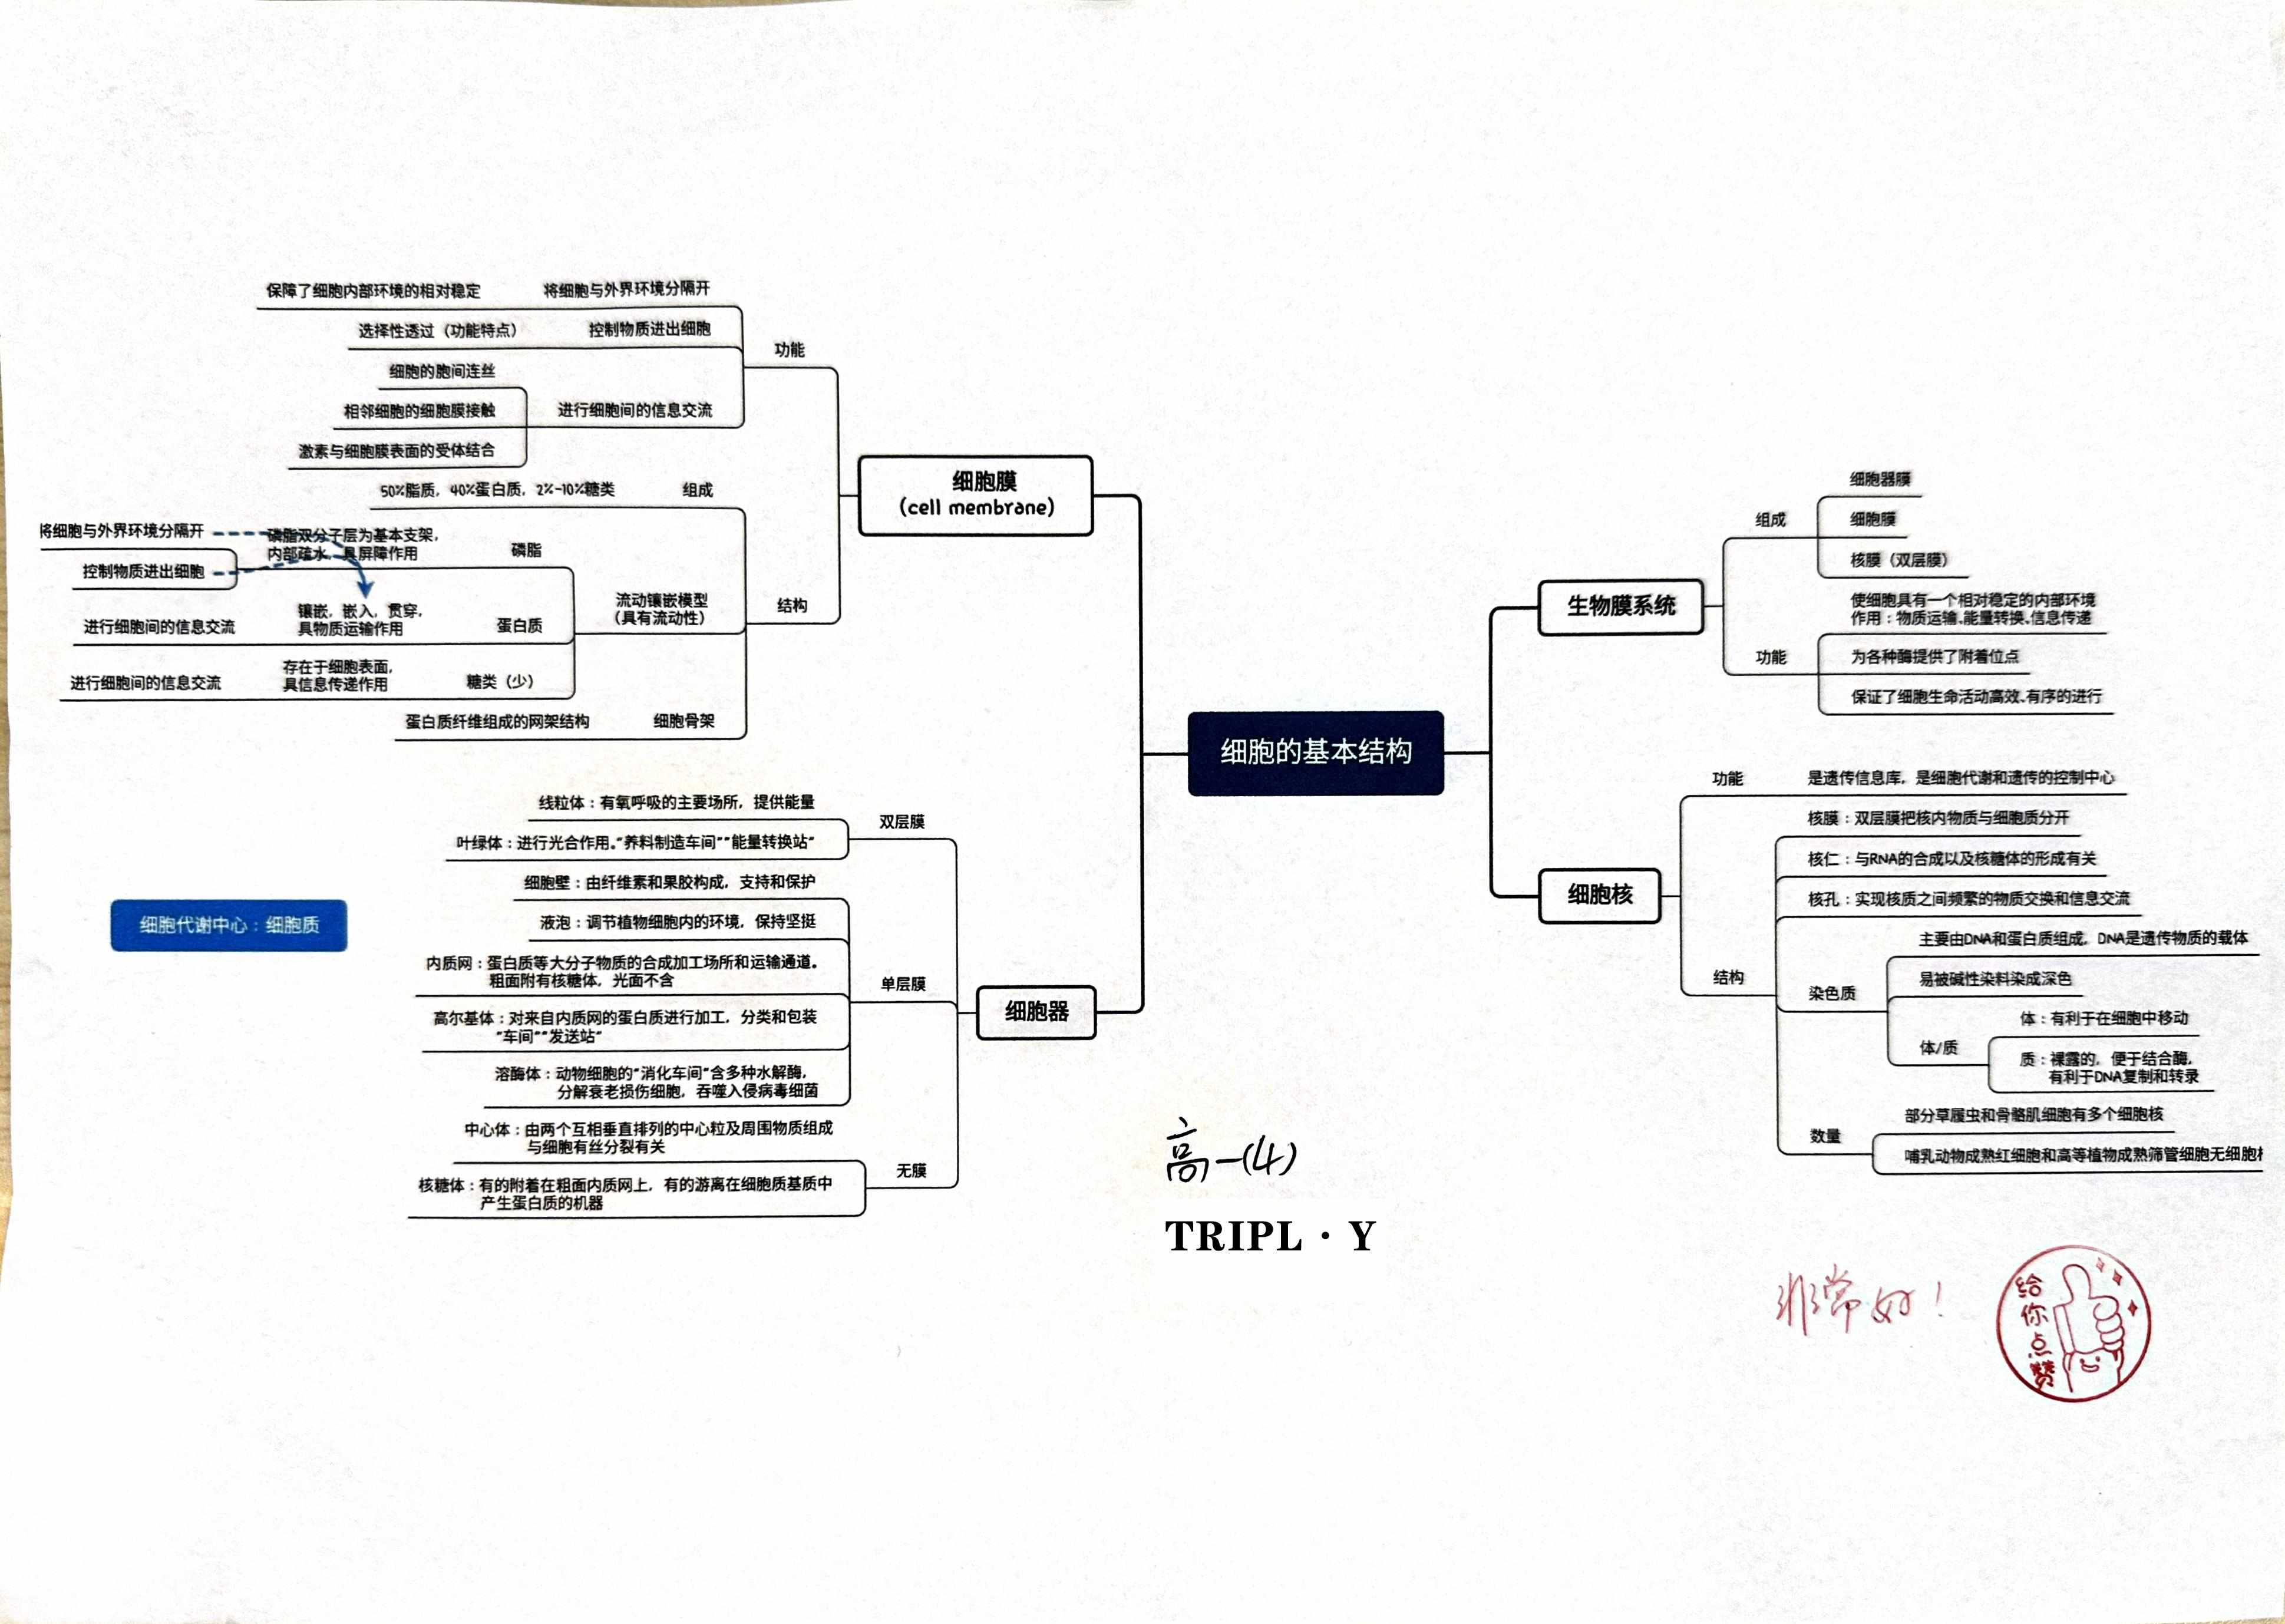 保障了细胞内部环境的相对稳定
将细胞与外界环境分隔开
选择性透过（功能特点）
控制物质进出细胞
功能
细胞的胞间连丝
相邻细胞的细胞膜接触
进行细胞间的信息交流
激素与细胞膜表面的受体结合
细胞膜
(cell membrane)
50%脂质，40%蛋白质，2%-10%糖类
组成
将细胞与外界环境分隔开
控制物质进出细胞
磷脂双分子层为基本支架，
内部疏水，具屏障作用
磷脂
流动镶嵌模型
（具有流动性）
结构
进行细胞间的信息交流
镶嵌，嵌入，贯穿，
具物质运输作用
蛋白质
进行细胞间的信息交流
存在于细胞表面，
具信息传递作用
糖类（少）
蛋白质纤维组成的网架结构
细胞骨架
细胞的基本结构
线粒体：有氧呼吸的主要场所，提供能量
双层膜
叶绿体：进行光合作用。“养料制造车间”“能量转换站”
细胞壁：由纤维素和果胶构成，支持和保护
液泡：调节植物细胞内的环境，保持坚挺
内质网：蛋白质等大分子物质的合成加工场所和运输通道。
粗面附有核糖体，光面不含
单层膜
高尔基体：对来自内质网的蛋白质进行加工，分类和包装
“车间”“发送站”
溶酶体：动物细胞的“消化车间”含多种水解酶，
分解衰老损伤细胞，吞噬入侵病毒细菌
细胞器
中心体：由两个互相垂直排列的中心粒及周围物质组成
与细胞有丝分裂有关
无膜
核糖体：有的附着在粗面内质网上，有的游离在细胞质基质中
产生蛋白质的机器
细胞代谢中心：细胞质
生物膜系统
组成
细胞器膜
细胞膜
核膜（双层膜）
功能
使细胞具有一个相对稳定的内部环境
作用：物质运输、能量转换、信息传递
为各种酶提供了附着位点
保证了细胞生命活动高效、有序的进行
细胞核
功能
是遗传信息库，是细胞代谢和遗传的控制中心
结构
核膜：双层膜把核内物质与细胞质分开
核仁：与RNA的合成以及核糖体的形成有关
核孔：实现核质之间频繁的物质交换和信息交流
染色质
主要由DNA和蛋白质组成，DNA是遗传物质的载体
易被碱性染料染成深色
体/质
体：有利于在细胞中移动
质：裸露的，便于结合酶，
有利于DNA复制和转录
数量
部分草履虫和骨骼肌细胞有多个细胞核
哺乳动物成熟红细胞和高等植物成熟筛管细胞无细胞
高一(4)
TRIPL · Y
非常好！
给你点赞